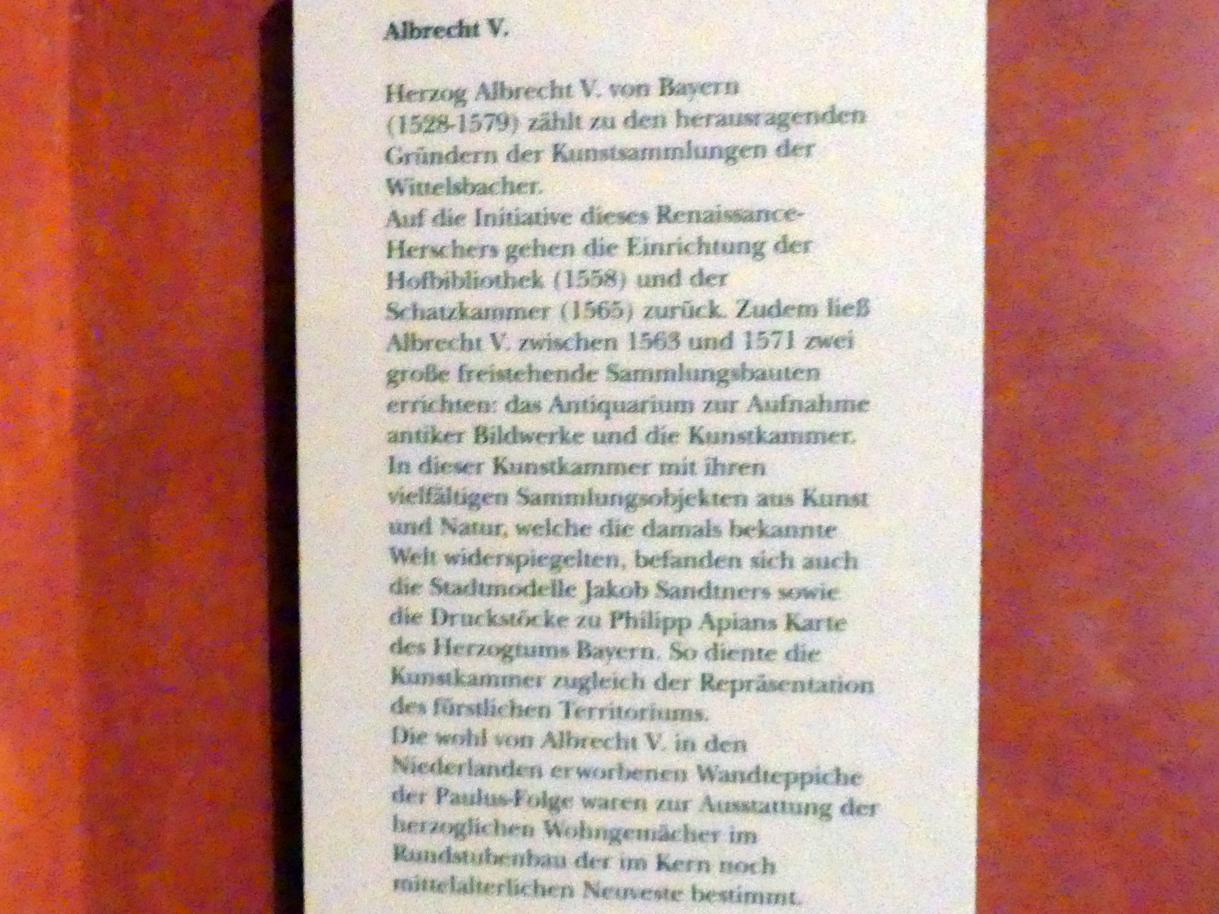 Albrecht V.
Herzog Albrecht V. von Bayern
(1528-1579) zählt zu den herausragenden
Gründern der Kunstsammlungen der
Wittelsbacher.
Auf die Initiative dieses Renaissance-
Herschers gehen die Einrichtung der
Hofbibliothek (1558) und der
Schatzkammer (1565) zurück. Zudem ließ
Albrecht V. zwischen 1563 und 1571 zwei
große freistehende Sammlungsbauten
errichten: das Antiquarium zur Aufnahme
antiker Bildwerke und die Kunstkammer.
In dieser Kunstkammer mit ihren
vielfältigen Sammlungsobjekten aus Kunst
und Natur, welche die damals bekannte
Welt widerspiegelten, befanden sich auch
die Stadtmodelle Jakob Sandtners sowie
die Druckstöcke zu Philipp Apians Karte
des Herzogtums Bayern. So diente die
Kunstkammer zugleich der Repräsentation
des fürstlichen Territoriums.
Die wohl von Albrecht V. in den
Niederlanden erworbenen Wandteppiche
der Paulus-Folge waren zur Ausstattung der
herzoglichen Wohngemächer im
Rundstubenbau der im Kern noch
mittelalterlichen Neuveste bestimmt.